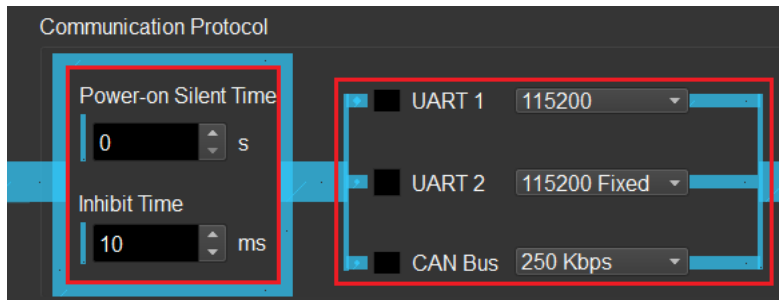 Communication Protocol
Power-on Silent Time
0 s
Inhibit Time
10 ms
UART 1 115200
UART 2 115200 Fixed
CAN Bus 250 Kbps